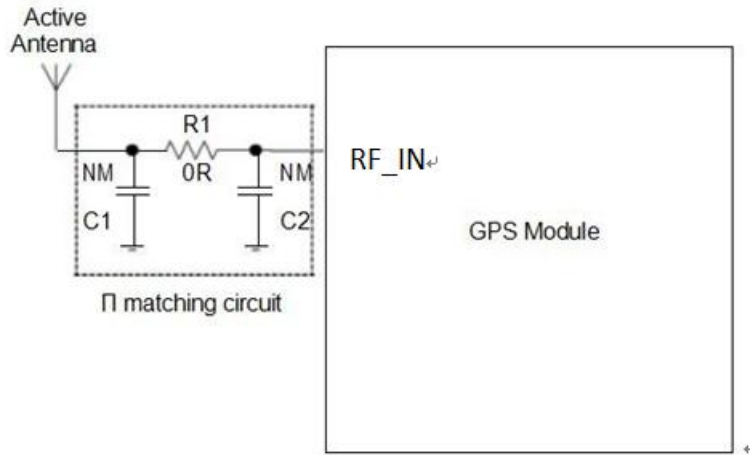 Active
Antenna
R1
NM
0R
NM
C1
C2
Π matching circuit
RF_IN
GPS Module